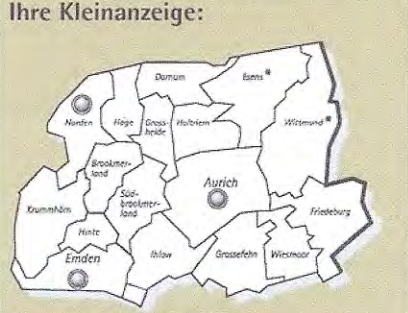 Ihre Kleinanzeige:
Dornum
Esens
Norden
Hage
Gross-
heide
Holtriem
Wittmund
Brookmer-
land
Aurich
Süd-
brookmer-
land
Krummhörn
Friedeburg
Hinte
Emden
Ihlow
Grossefehn
Wiesmoor